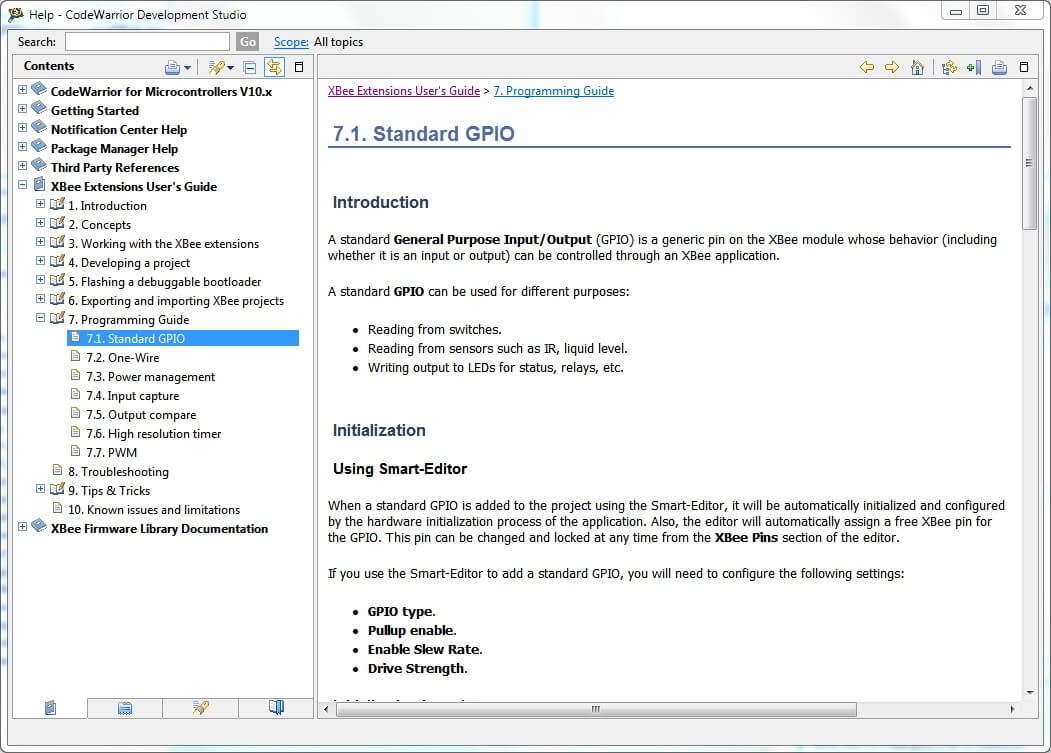 Help - CodeWarrior Development Studio
Search:
Go
Scope: All topics
Contents
CodeWarrior for Microcontrollers V10.x
Getting Started
Notification Center Help
Package Manager Help
Third Party References
XBee Extensions User's Guide
1. Introduction
2. Concepts
3. Working with the XBee extensions
4. Developing a project
5. Flashing a debuggable bootloader
6. Exporting and importing XBee projects
7. Programming Guide
7.1. Standard GPIO
7.2. One-Wire
7.3. Power management
7.4. Input capture
7.5. Output compare
7.6. High resolution timer
7.7. PWM
8. Troubleshooting
9. Tips & Tricks
10. Known issues and limitations
XBee Firmware Library Documentation
XBee Extensions User's Guide > 7. Programming Guide
7.1. Standard GPIO
Introduction
A standard General Purpose Input/Output (GPIO) is a generic pin on the XBee module whose behavior (including
whether it is an input or output) can be controlled through an XBee application.
A standard GPIO can be used for different purposes:
• Reading from switches.
• Reading from sensors such as IR, liquid level.
• Writing output to LEDs for status, relays, etc.
Initialization
Using Smart-Editor
When a standard GPIO is added to the project using the Smart-Editor, it will be automatically initialized and configured
by the hardware initialization process of the application. Also, the editor will automatically assign a free XBee pin for
the GPIO. This pin can be changed and locked at any time from the XBee Pins section of the editor.
If you use the Smart-Editor to add a standard GPIO, you will need to configure the following settings:
• GPIO type.
• Pullup enable.
• Enable Slew Rate.
• Drive Strength.